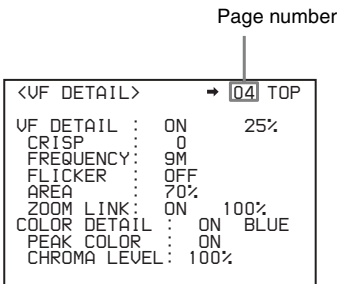 Page number
<VF DETAIL> → 04 TOP
VF DETAIL : ON 25%
CRISP : 0
FREQUENCY: 9M
FLICKER : OFF
AREA : 70%
ZOOM LINK: ON 100%
COLOR DETAIL : ON BLUE
PEAK COLOR : ON
CHROMA LEVEL: 100%